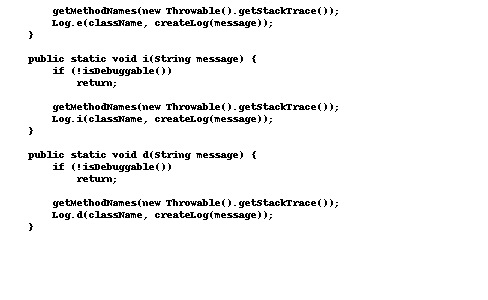 getMethodNames(new Throwable().getStackTrace());
Log.e(className, createLog(message));
}
public static void i(String message) {
if (!isDebuggable())
return;
getMethodNames(new Throwable().getStackTrace());
Log.i(className, createLog(message));
}
public static void d(String message) {
if (!isDebuggable())
return;
getMethodNames(new Throwable().getStackTrace());
Log.d(className, createLog(message));
}